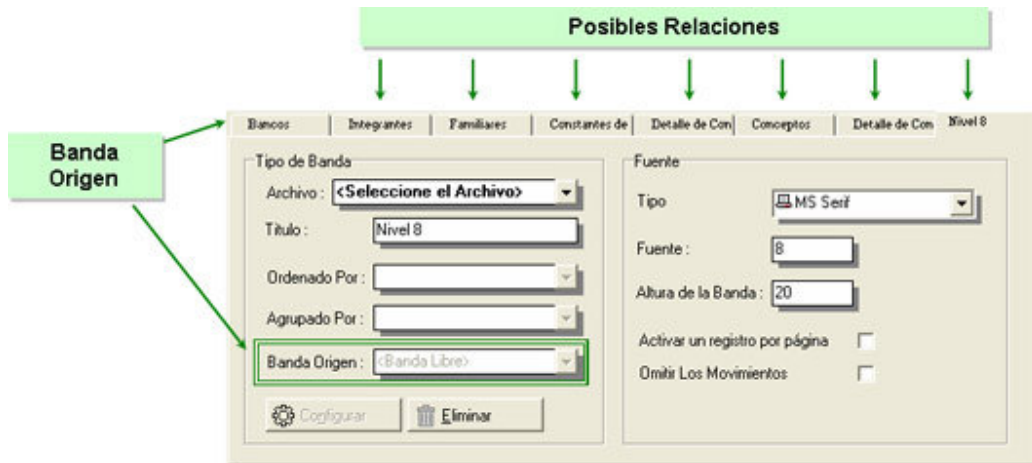 Posibles Relaciones
Banda
Origen
Bancos Integrantes Familiares Constantes de Detalle de Con Conceptos Detalle de Con Nivel 8
Tipo de Banda
Archivo : <Seleccione el Archivo>
Título : Nivel 8
Ordenado Por :
Agrupado Por :
Banda Origen : <Banda Libre>
Configurar Eliminar
Fuente
Tipo MS Serif
Fuente : 8
Altura de la Banda : 20
Activar un registro por página
Omitir Los Movimientos